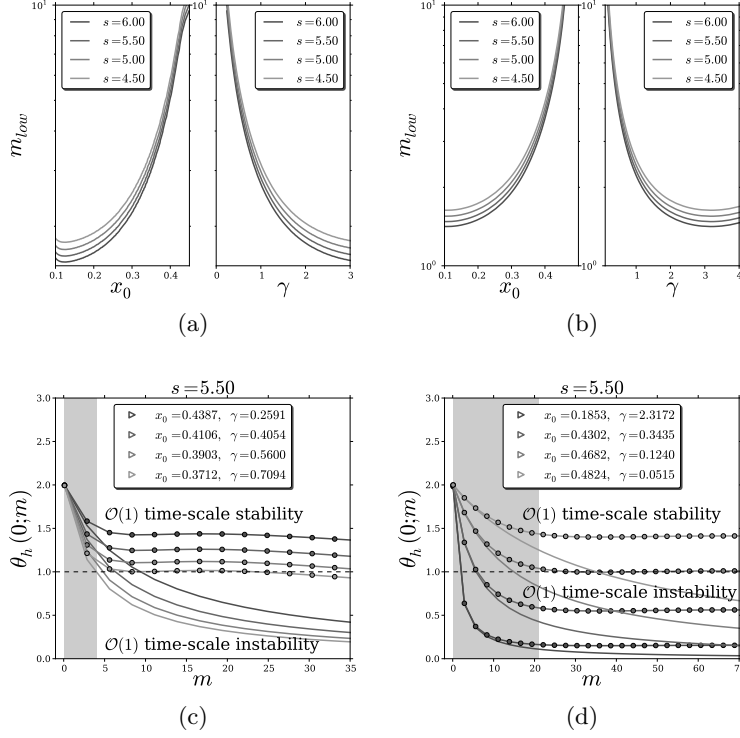 10¹
s=6.00
s=5.50
s=5.00
s=4.50
m_low
0.1 0.2 0.3 0.4
x₀
10¹
s=6.00
s=5.50
s=5.00
s=4.50
0 1 2 3
γ
(a)
10¹
s=6.00
s=5.50
s=5.00
s=4.50
m_low
10⁰
0.1 0.2 0.3 0.4
x₀
10¹
s=6.00
s=5.50
s=5.00
s=4.50
10⁰
1 2 3 4
γ
(b)
s=5.50
x₀=0.4387, γ=0.2591
x₀=0.4106, γ=0.4054
x₀=0.3903, γ=0.5600
x₀=0.3712, γ=0.7094
θ_h(0;m)
3.0
2.5
2.0
1.5
1.0
0.5
0.0
O(1) time-scale stability
O(1) time-scale instability
0 5 10 15 20 25 30 35
m
(c)
s=5.50
x₀=0.1853, γ=2.3172
x₀=0.4302, γ=0.3435
x₀=0.4682, γ=0.1240
x₀=0.4824, γ=0.0515
θ_h(0;m)
3.0
2.5
2.0
1.5
1.0
0.5
0.0
O(1) time-scale stability
O(1) time-scale instability
0 10 20 30 40 50 60 70
m
(d)